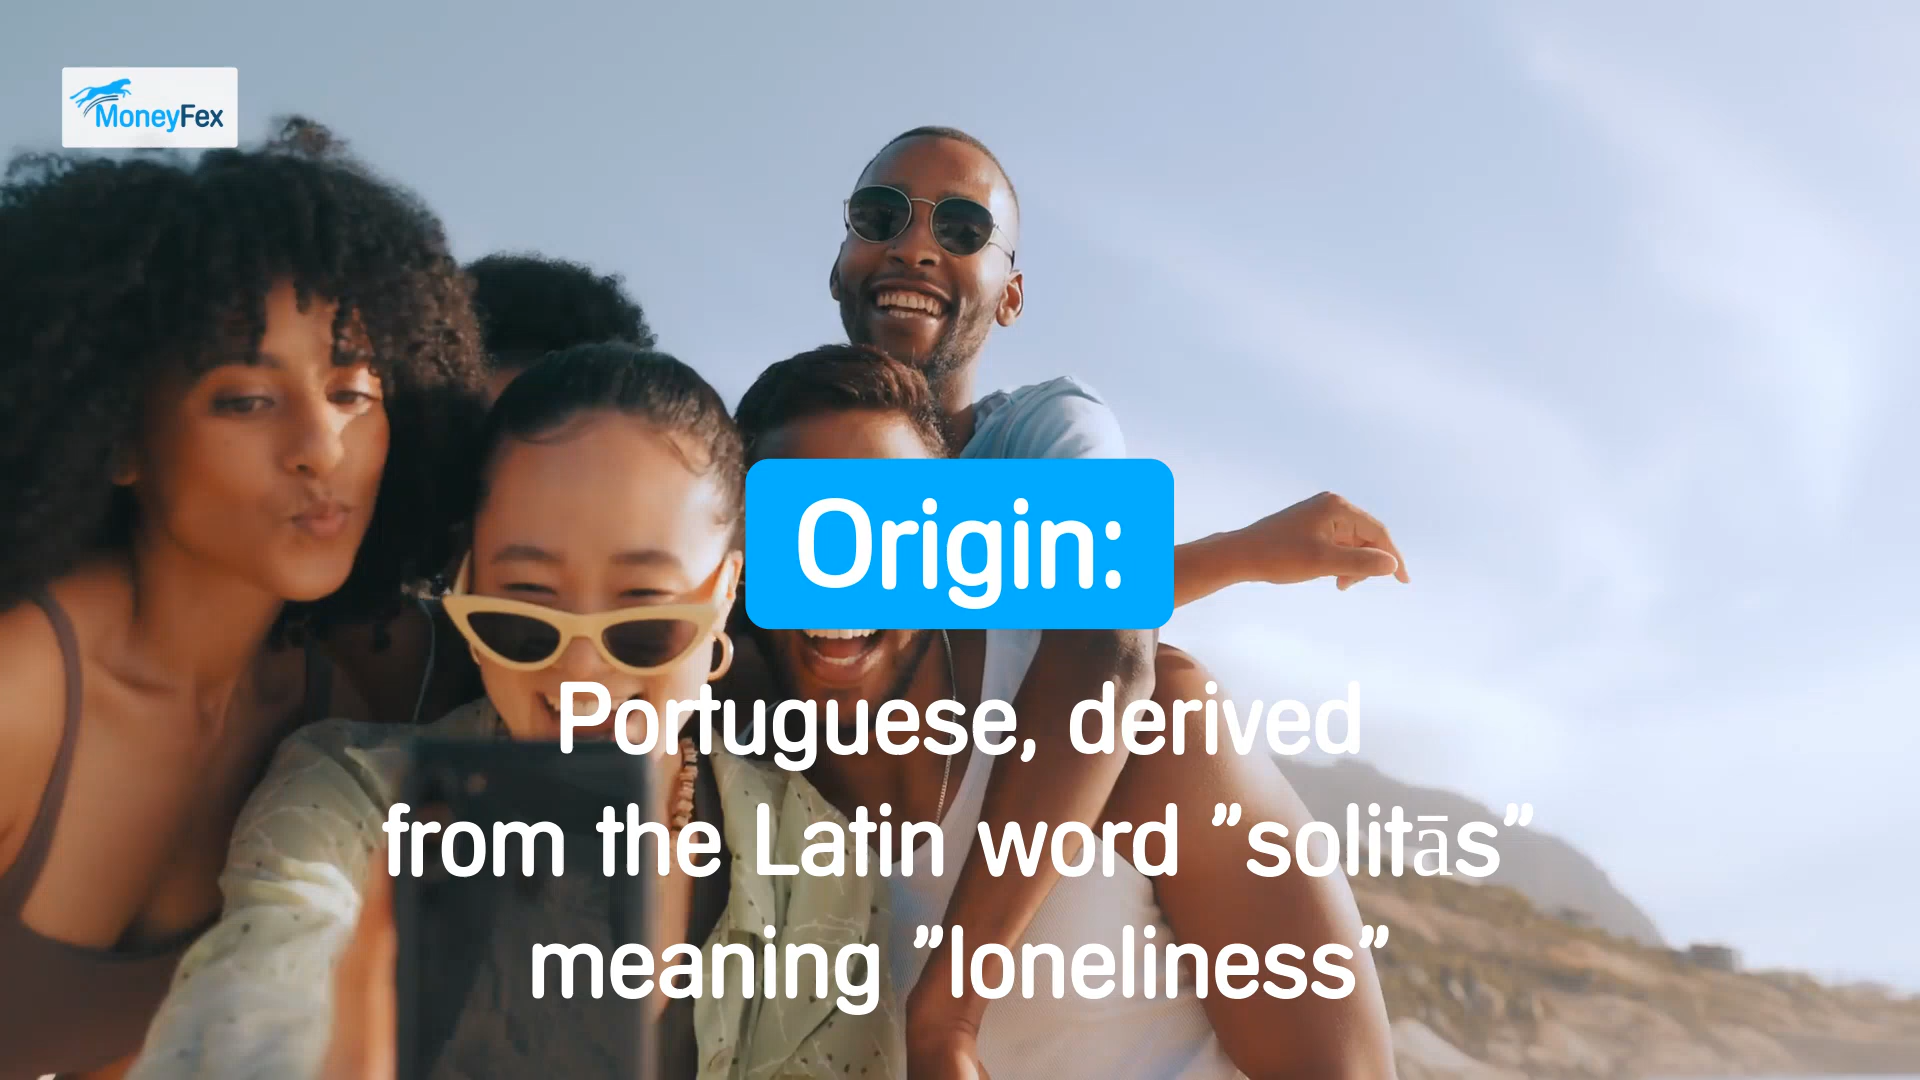 MoneyFex
Origin:
Portuguese, derived
from the Latin word ”solitās”
meaning ”loneliness”